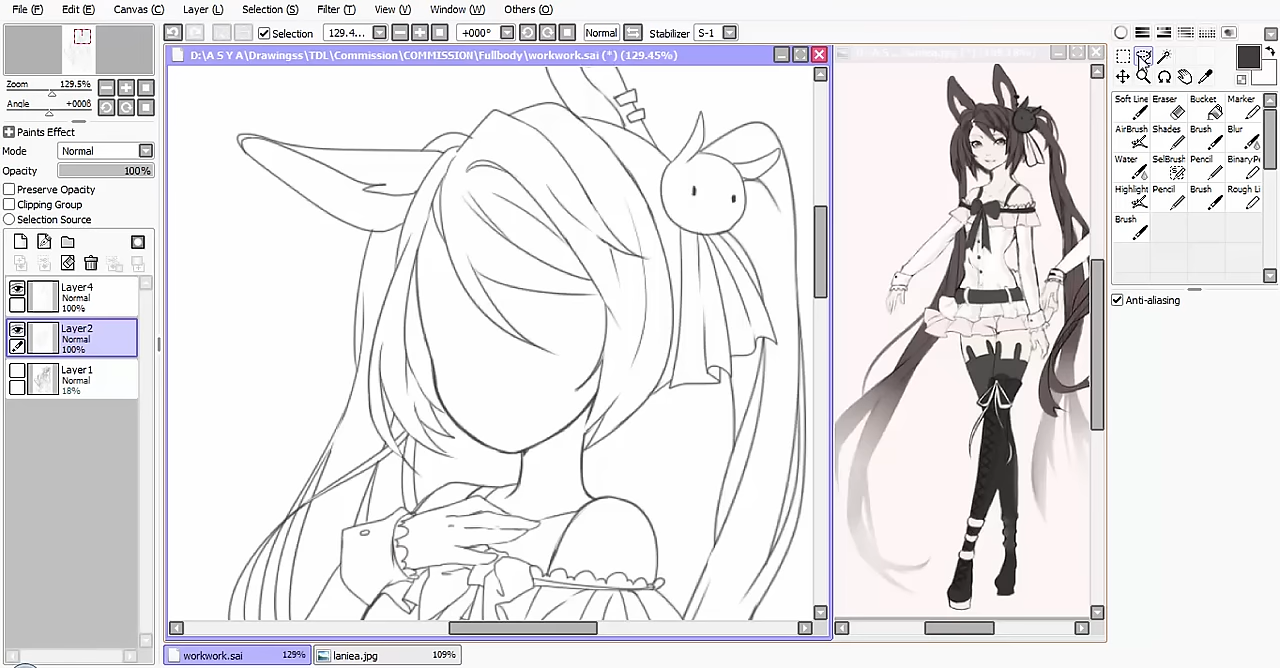 File (F) Edit (E) Canvas (C) Layer (L) Selection (S) Filter (T) View (V) Window (W) Others (O)
Selection 129.4... +000° Normal Stabilizer S-1
D:\A S Y A\Drawingss\TDL\Commission\COMMISSION\Fullbody\workwork.sai (*) (129.45%)
Zoom 129.5%
Angle +000β
Paints Effect
Mode Normal
Opacity 100%
Preserve Opacity
Clipping Group
Selection Source
Layer4
Normal
100%
Layer2
Normal
100%
Layer1
Normal
18%
Soft Line Eraser Bucket Marker
AirBrush Shades Brush Blur
Water SelBrush Pencil BinaryPe
Highlight Pencil Brush Rough Li
Brush
Anti-aliasing
workwork.sai 129% laniea.jpg 109%